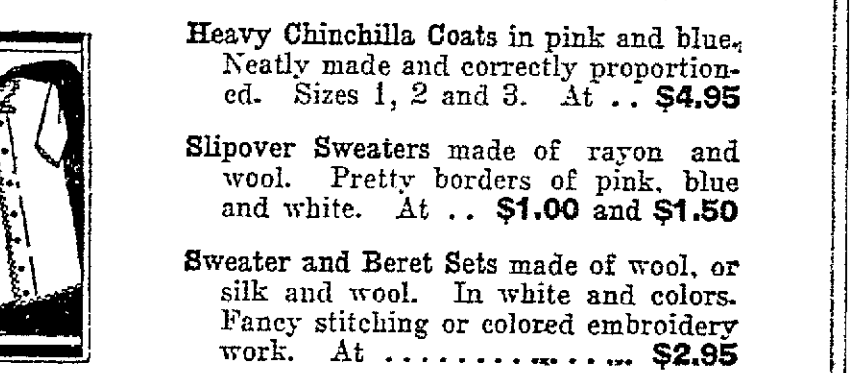 Heavy Chinchilla Coats in pink and blue.
Neatly made and correctly proportion-
ed. Sizes 1, 2 and 3. At .. $4.95
Slipover Sweaters made of rayon and
wool. Pretty borders of pink, blue
and white. At .. $1.00 and $1.50
Sweater and Beret Sets made of wool, or
silk and wool. In white and colors.
Fancy stitching or colored embroidery
work. At ................ $2.95